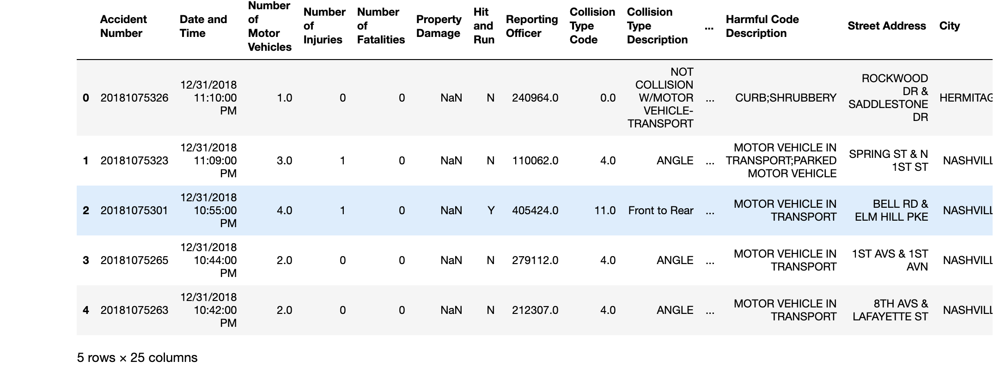 Accident Number Date and Time Number of Motor Vehicles Number of Injuries Number of Fatalities Property Damage Hit and Run Reporting Officer Collision Type Code Collision Type Description ... Harmful Code Description Street Address City
0 20181075326 12/31/2018 11:10:00 PM 1.0 0 0 NaN N 240964.0 0.0 NOT COLLISION W/MOTOR VEHICLE-TRANSPORT ... CURB;SHRUBBERY ROCKWOOD DR & SADDLESTONE DR HERMITAG
1 20181075323 12/31/2018 11:09:00 PM 3.0 1 0 NaN N 110062.0 4.0 ANGLE ... MOTOR VEHICLE IN TRANSPORT;PARKED MOTOR VEHICLE SPRING ST & N 1ST ST NASHVILL
2 20181075301 12/31/2018 10:55:00 PM 4.0 1 0 NaN Y 405424.0 11.0 Front to Rear ... MOTOR VEHICLE IN TRANSPORT BELL RD & ELM HILL PKE NASHVILL
3 20181075265 12/31/2018 10:44:00 PM 2.0 0 0 NaN N 279112.0 4.0 ANGLE ... MOTOR VEHICLE IN TRANSPORT 1ST AVS & 1ST AVN NASHVILL
4 20181075263 12/31/2018 10:42:00 PM 2.0 0 0 NaN N 212307.0 4.0 ANGLE ... MOTOR VEHICLE IN TRANSPORT 8TH AVS & LAFAYETTE ST NASHVILL
5 rows × 25 columns